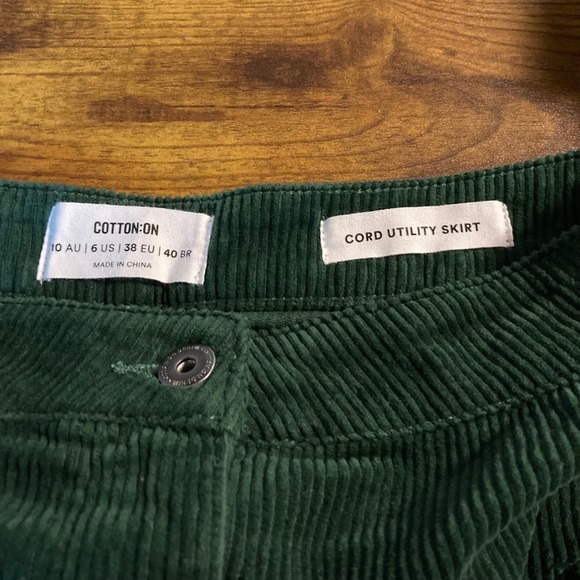 COTTON:ON
10 AU | 6 US | 38 EU | 40 BR
MADE IN CHINA
CORD UTILITY SKIRT